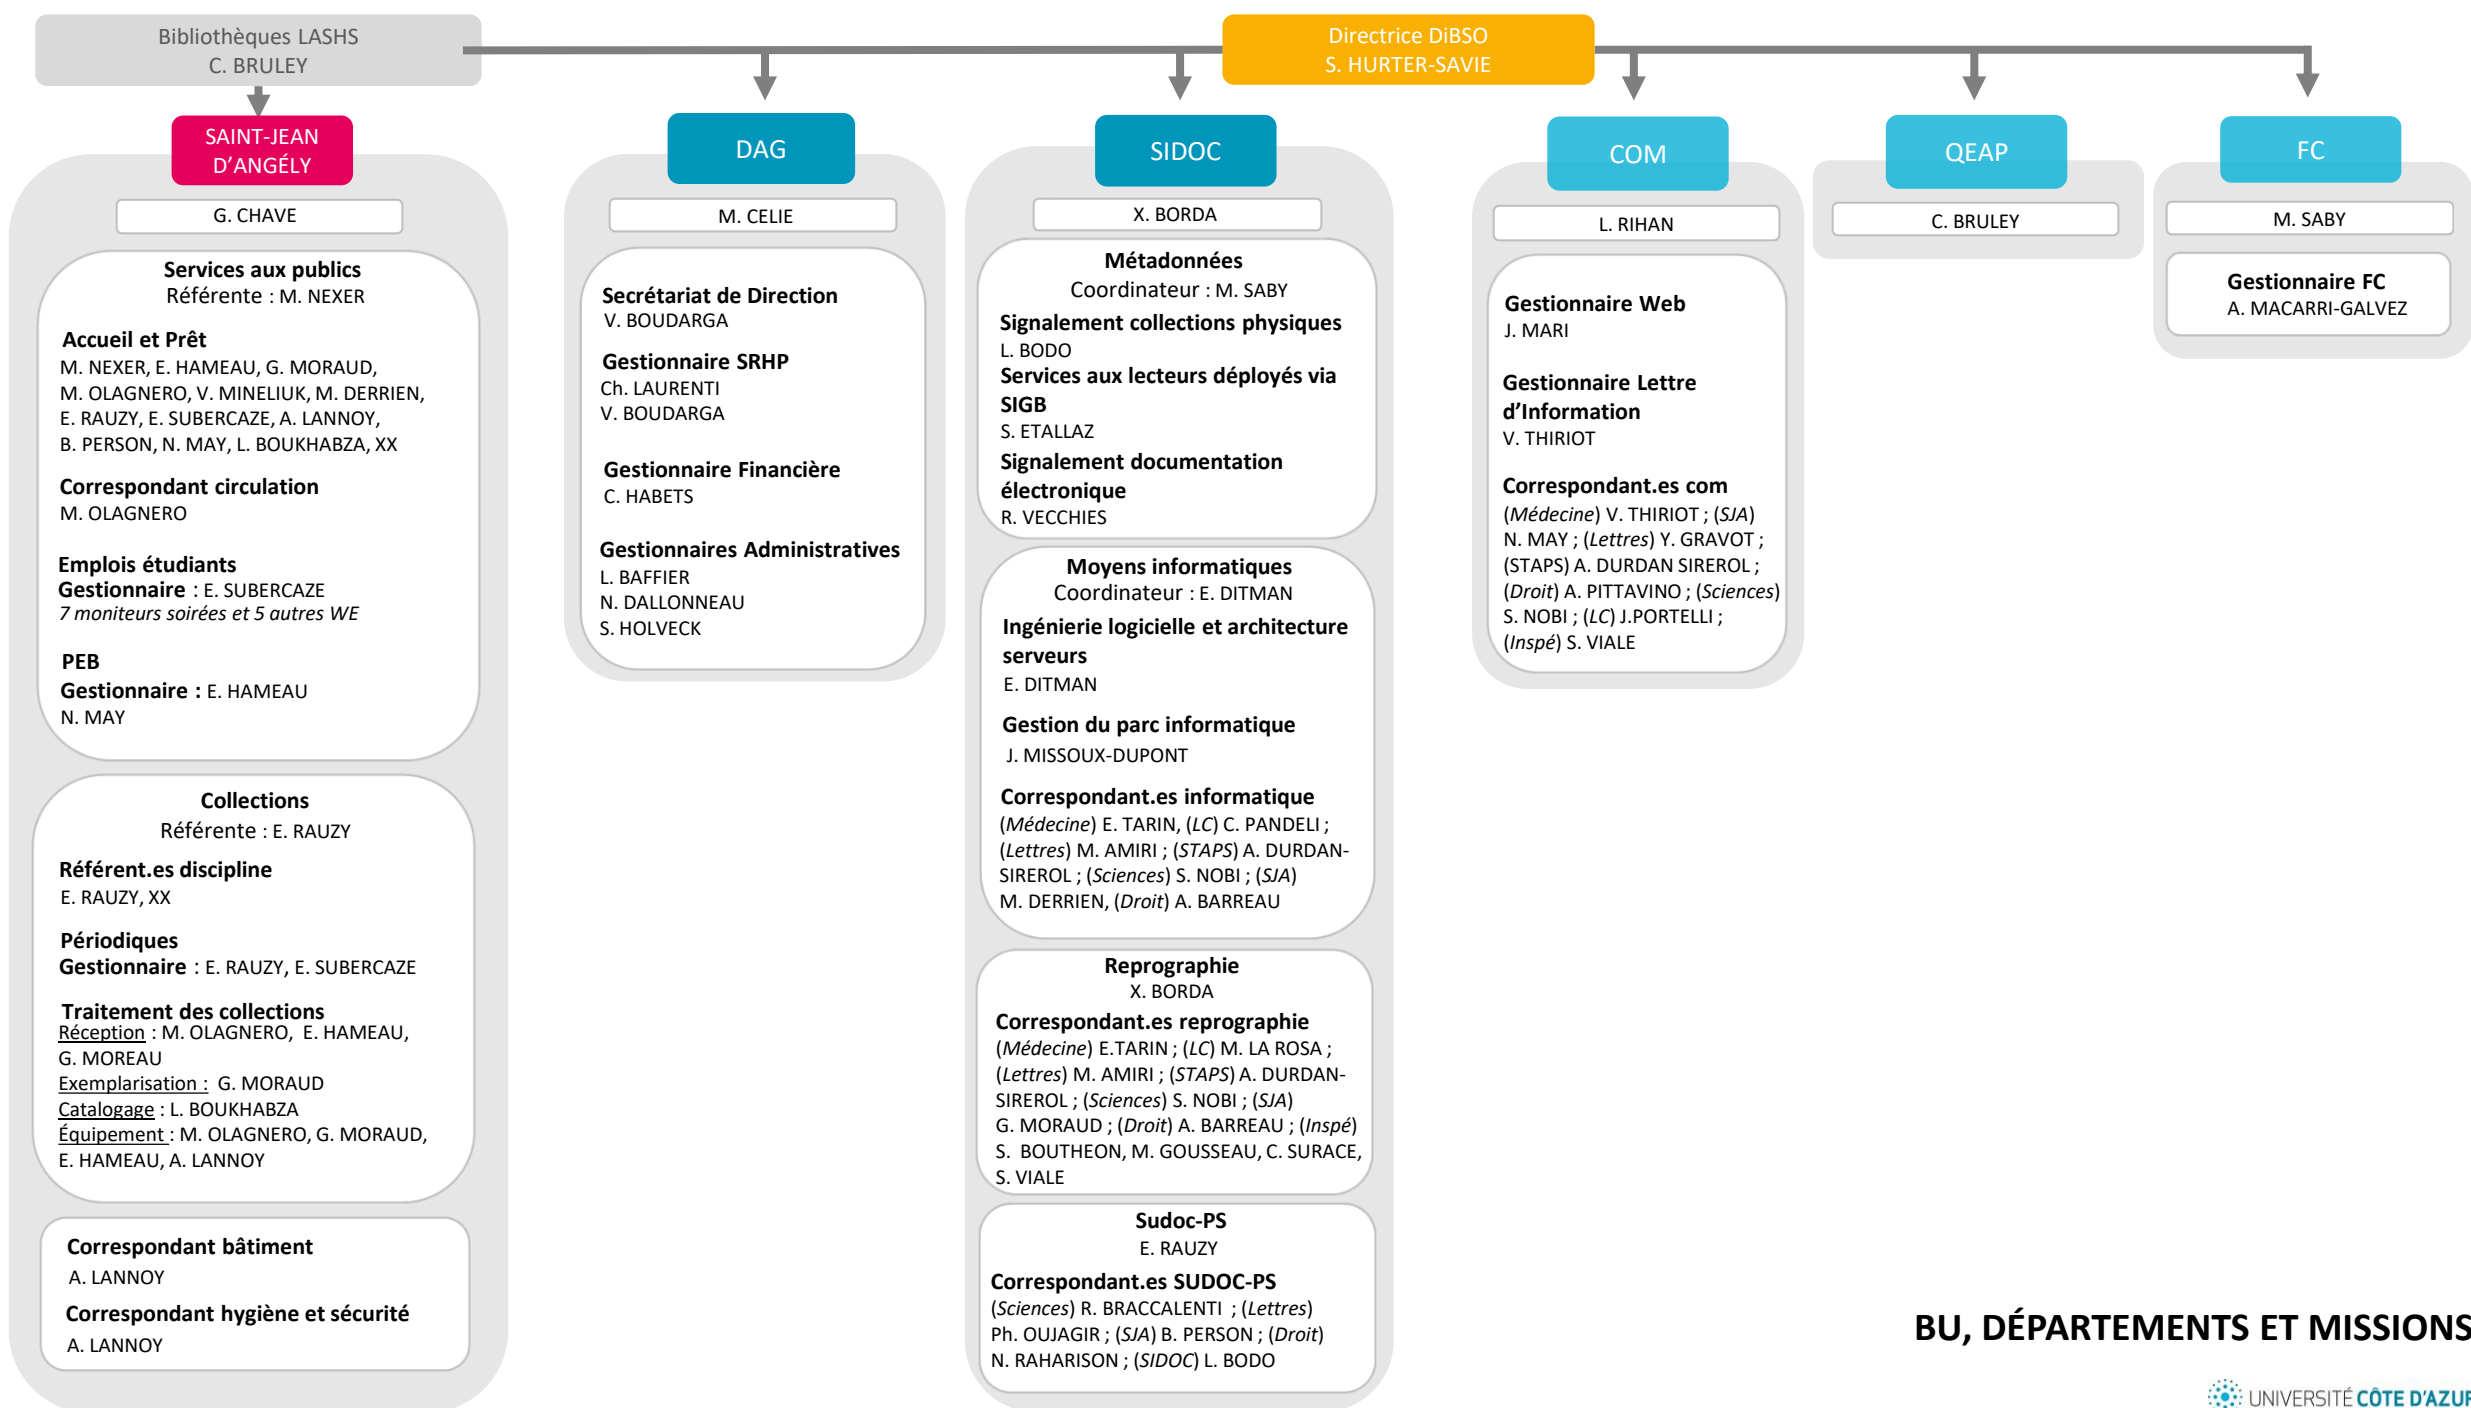 Bibliothèques LASHS
C. BRULEY
Directrice DiBSO
S. HURTER-SAVIE
SAINT-JEAN
D’ANGÉLY
G. CHAVE
Services aux publics
Référente : M. NEXER
Accueil et Prêt
M. NEXER, E. HAMEAU, G. MORAUD,
M. OLAGNERO, V. MINELIUK, M. DERRIEN,
E. RAUZY, E. SUBERCAZE, A. LANNOY,
B. PERSON, N. MAY, L. BOUKHABZA, XX
Correspondant circulation
M. OLAGNERO
Emplois étudiants
Gestionnaire : E. SUBERCAZE
7 moniteurs soirées et 5 autres WE
PEB
Gestionnaire : E. HAMEAU
N. MAY
Collections
Référente : E. RAUZY
Référent.es discipline
E. RAUZY, XX
Périodiques
Gestionnaire : E. RAUZY, E. SUBERCAZE
Traitement des collections
Réception : M. OLAGNERO, E. HAMEAU,
G. MOREAU
Exemplarisation : G. MORAUD
Catalogage : L. BOUKHABZA
Équipement : M. OLAGNERO, G. MORAUD,
E. HAMEAU, A. LANNOY
Correspondant bâtiment
A. LANNOY
Correspondant hygiène et sécurité
A. LANNOY
DAG
M. CELIE
Secrétariat de Direction
V. BOUDARGA
Gestionnaire SRHP
Ch. LAURENTI
V. BOUDARGA
Gestionnaire Financière
C. HABETS
Gestionnaires Administratives
L. BAFFIER
N. DALLONNEAU
S. HOLVECK
SIDOC
X. BORDA
Métadonnées
Coordinateur : M. SABY
Signalement collections physiques
L. BODO
Services aux lecteurs déployés via
SIGB
S. ETALLAZ
Signalement documentation
électronique
R. VECCHIES
Moyens informatiques
Coordinateur : E. DITMAN
Ingénierie logicielle et architecture
serveurs
E. DITMAN
Gestion du parc informatique
J. MISSOUX-DUPONT
Correspondant.es informatique
(Médecine) E. TARIN, (LC) C. PANDELI ;
(Lettres) M. AMIRI ; (STAPS) A. DURDAN-
SIREROL ; (Sciences) S. NOBI ; (SJA)
M. DERRIEN, (Droit) A. BARREAU
Reprographie
X. BORDA
Correspondant.es reprographie
(Médecine) E.TARIN ; (LC) M. LA ROSA ;
(Lettres) M. AMIRI ; (STAPS) A. DURDAN-
SIREROL ; (Sciences) S. NOBI ; (SJA)
G. MORAUD ; (Droit) A. BARREAU ; (Inspé)
S. BOUTHEON, M. GOUSSEAU, C. SURACE,
S. VIALE
Sudoc-PS
E. RAUZY
Correspondant.es SUDOC-PS
(Sciences) R. BRACCALENTI ; (Lettres)
Ph. OUJAGIR ; (SJA) B. PERSON ; (Droit)
N. RAHARISON ; (SIDOC) L. BODO
COM
L. RIHAN
Gestionnaire Web
J. MARI
Gestionnaire Lettre
d’Information
V. THIRIOT
Correspondant.es com
(Médecine) V. THIRIOT ; (SJA)
N. MAY ; (Lettres) Y. GRAVOT ;
(STAPS) A. DURDAN SIREROL ;
(Droit) A. PITTAVINO ; (Sciences)
S. NOBI ; (LC) J.PORTELLI ;
(Inspé) S. VIALE
QEAP
C. BRULEY
FC
M. SABY
Gestionnaire FC
A. MACARRI-GALVEZ
BU, DÉPARTEMENTS ET MISSIONS
UNIVERSITÉ CÔTE D'AZUR